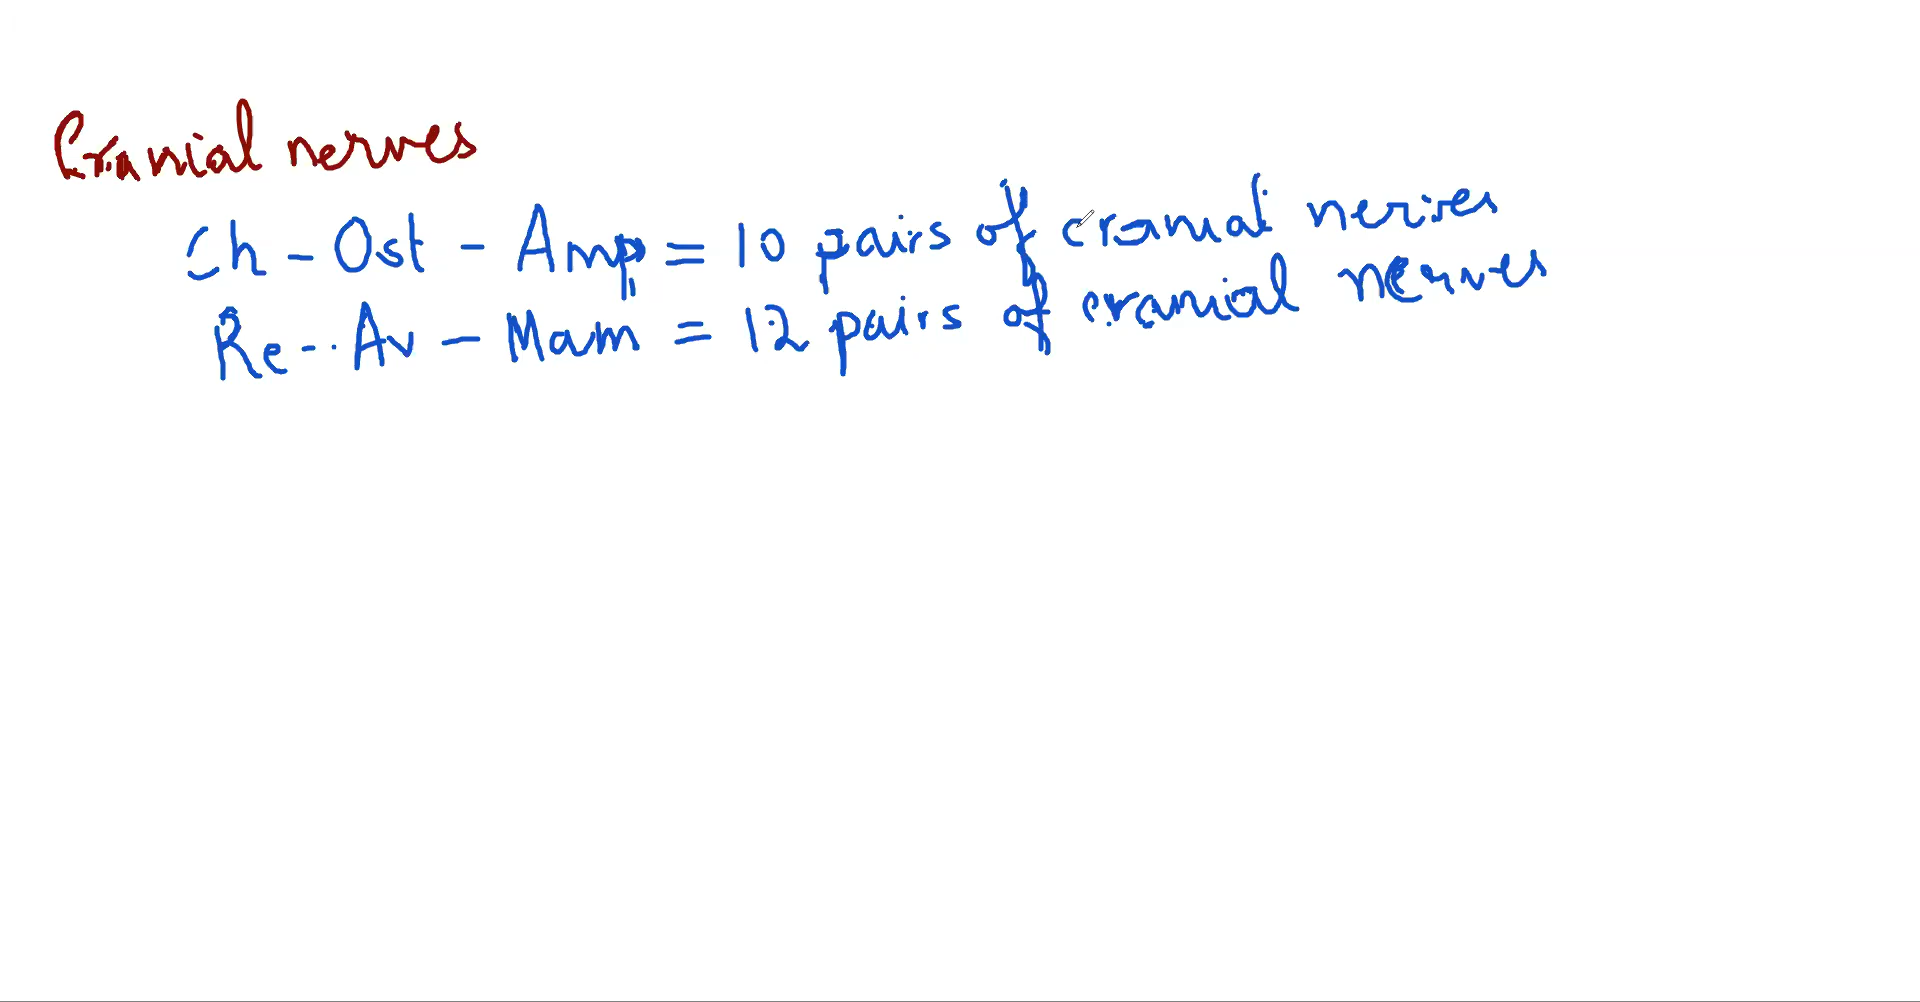 Cranial nerves
Ch - Ost - Amp = 10 pairs of cranial nerves
Re - Av - Mam = 12 pairs of cranial nerves